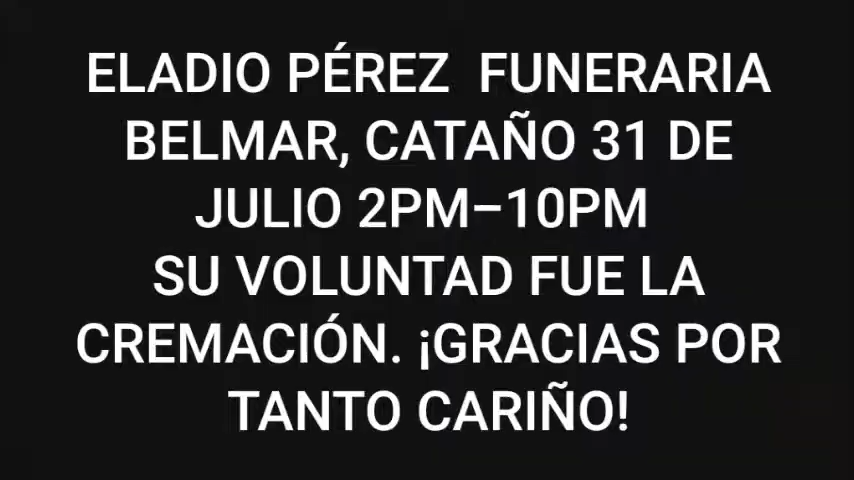 ELADIO PÉREZ  FUNERARIA
BELMAR, CATAÑO 31 DE
JULIO 2PM–10PM
SU VOLUNTAD FUE LA
CREMACIÓN. ¡GRACIAS POR
TANTO CARIÑO!